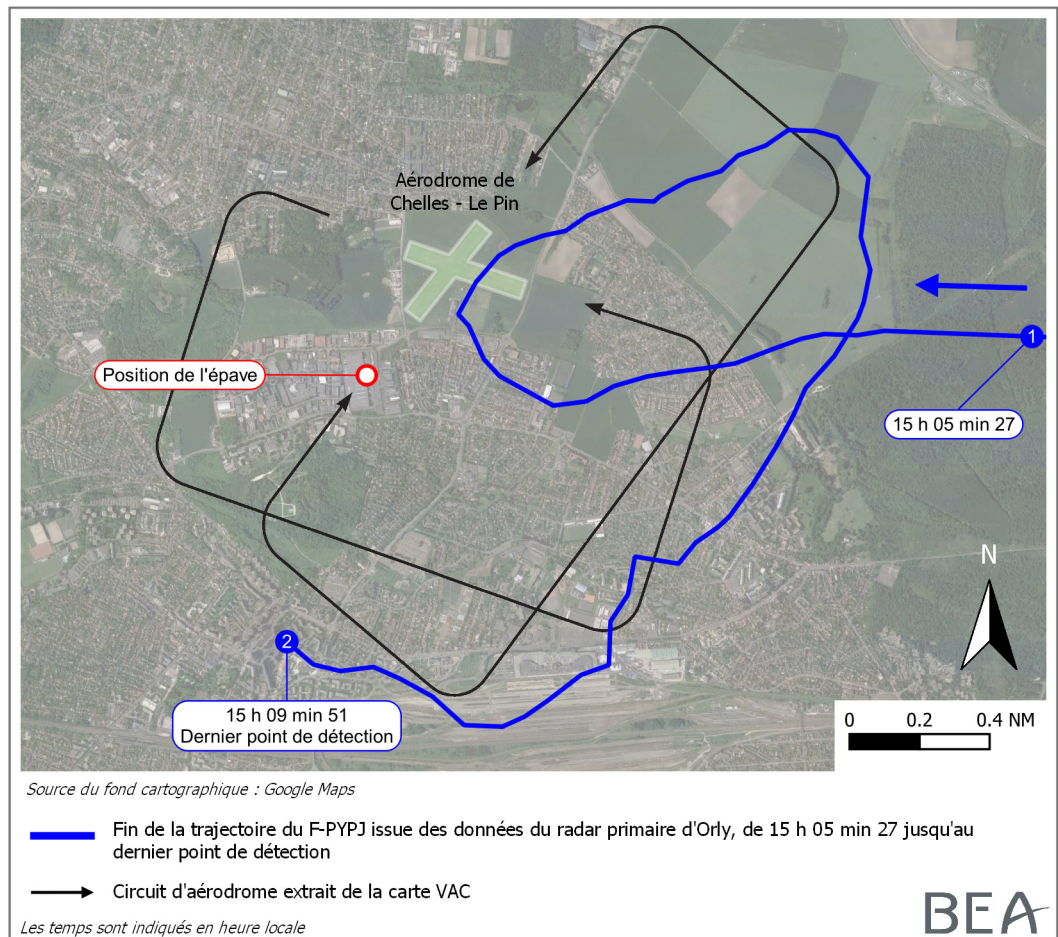 Aérodrome de
Chelles - Le Pin
1
Position de l'épave
15 h 05 min 27
N
2
15 h 09 min 51
Dernier point de détection
0 0.2 0.4 NM
Source du fond cartographique : Google Maps
Fin de la trajectoire du F-PYPJ issue des données du radar primaire d'Orly, de 15 h 05 min 27 jusqu'au
dernier point de détection
Circuit d'aérodrome extrait de la carte VAC
Les temps sont indiqués en heure locale
BEA